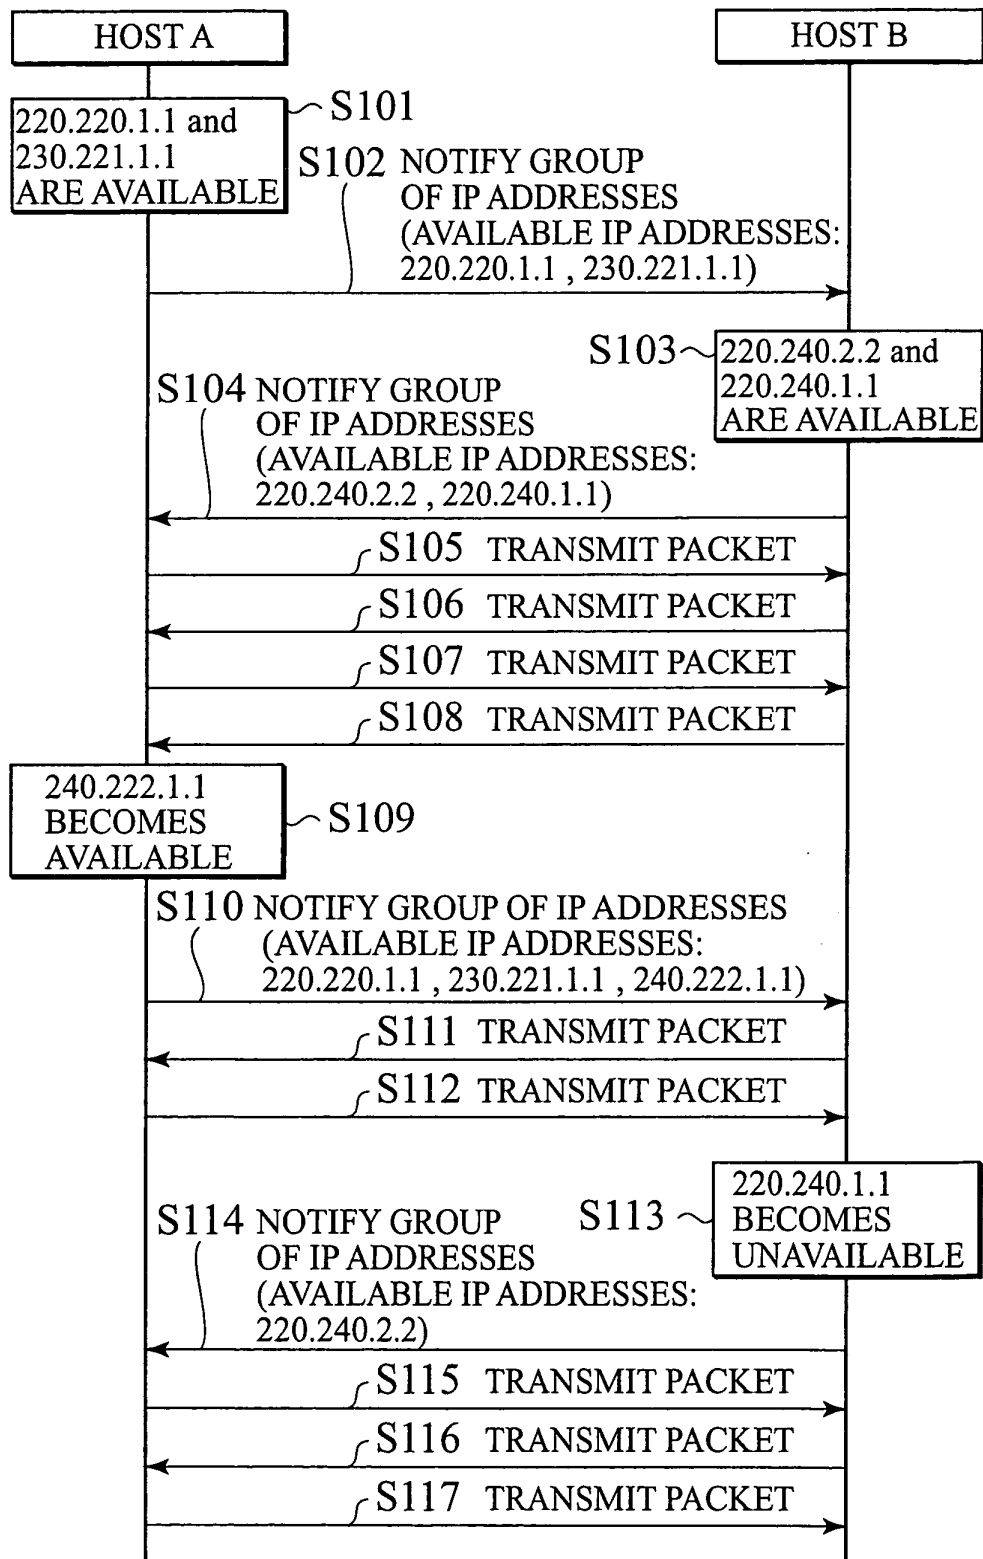 HOST A
HOST B
220.220.1.1 and
230.221.1.1
ARE AVAILABLE
S101
S102 NOTIFY GROUP
OF IP ADDRESSES
(AVAILABLE IP ADDRESSES:
220.220.1.1 , 230.221.1.1)
S103
220.240.2.2 and
220.240.1.1
ARE AVAILABLE
S104 NOTIFY GROUP
OF IP ADDRESSES
(AVAILABLE IP ADDRESSES:
220.240.2.2 , 220.240.1.1)
S105 TRANSMIT PACKET
S106 TRANSMIT PACKET
S107 TRANSMIT PACKET
S108 TRANSMIT PACKET
240.222.1.1
BECOMES
AVAILABLE
S109
S110 NOTIFY GROUP OF IP ADDRESSES
(AVAILABLE IP ADDRESSES:
220.220.1.1 , 230.221.1.1 , 240.222.1.1)
S111 TRANSMIT PACKET
S112 TRANSMIT PACKET
S113
220.240.1.1
BECOMES
UNAVAILABLE
S114 NOTIFY GROUP
OF IP ADDRESSES
(AVAILABLE IP ADDRESSES:
220.240.2.2)
S115 TRANSMIT PACKET
S116 TRANSMIT PACKET
S117 TRANSMIT PACKET